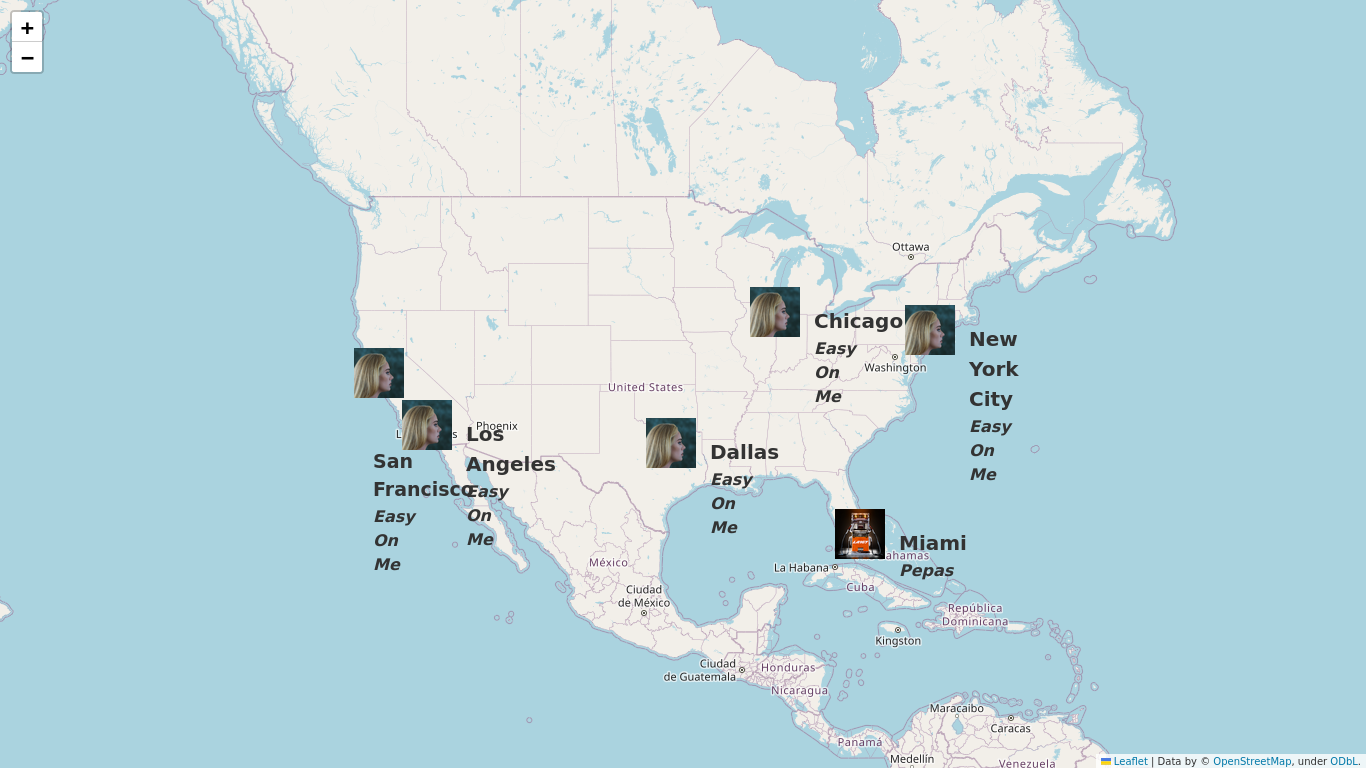 +
−
Ottawa
Chicago
Easy
On
Me
New
York
City
Easy
On
Me
Washington
United States
Phoenix
Los
Angeles
Easy
On
Me
San
Francisco
Easy
On
Me
Dallas
Easy
On
Me
Miami
Pepas
ahamas
La Habana
Cuba
México
Ciudad
de México
República
Dominicana
Kingston
Ciudad
de Guatemala
Honduras
Nicaragua
Maracaibo
Caracas
Panamá
Medellín
Venezuela
Leaflet | Data by © OpenStreetMap, under ODbL.